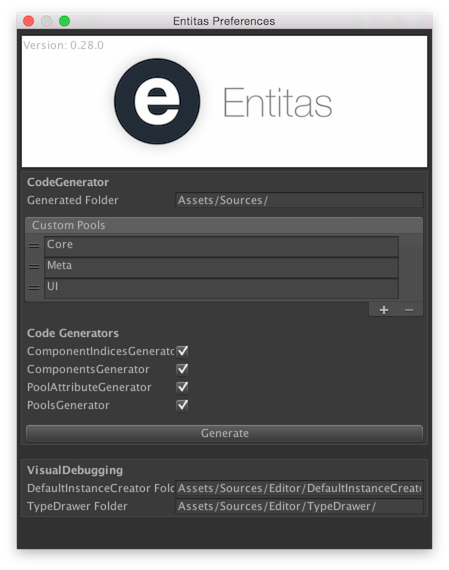 Entitas Preferences
Version: 0.28.0
e Entitas
CodeGenerator
Generated Folder Assets/Sources/
Custom Pools
Core
Meta
UI
+ −
Code Generators
ComponentIndicesGenerato
ComponentsGenerator
PoolAttributeGenerator
PoolsGenerator
Generate
VisualDebugging
DefaultInstanceCreator Fold Assets/Sources/Editor/DefaultInstanceCreato
TypeDrawer Folder Assets/Sources/Editor/TypeDrawer/